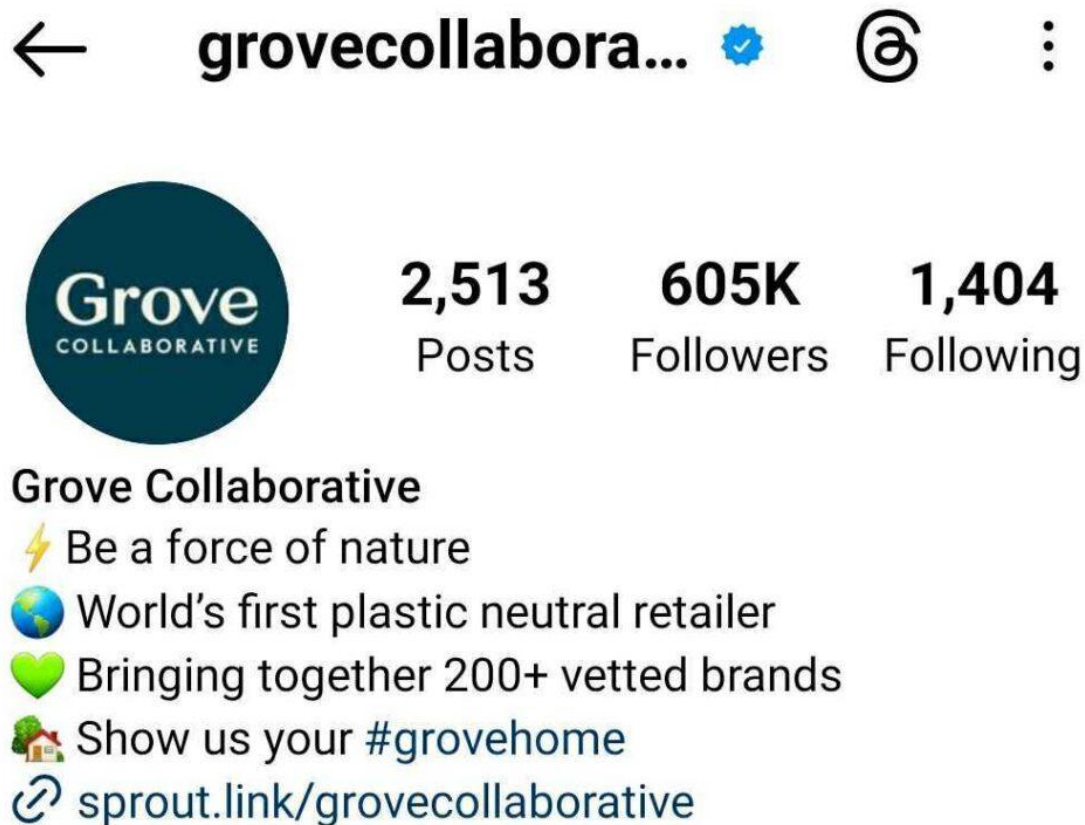 grovecollabora...
Grove
COLLABORATIVE
2,513 605K 1,404
Posts Followers Following
Grove Collaborative
⚡ Be a force of nature
🌎 World's first plastic neutral retailer
💚 Bringing together 200+ vetted brands
🏡 Show us your #grovehome
sprout.link/grovecollaborative